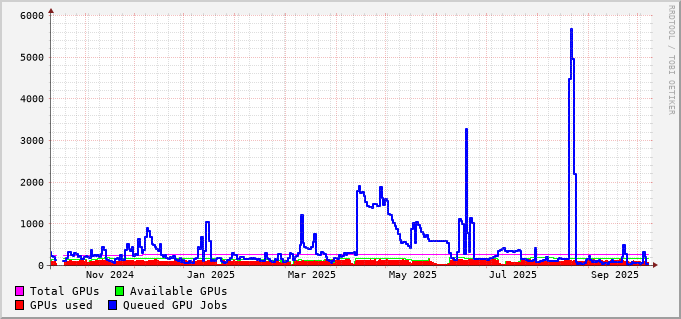 6000
5000
4000
3000
2000
1000
0
Nov 2024 Jan 2025 Mar 2025 May 2025 Jul 2025 Sep 2025
Total GPUs Available GPUs
GPUs used Queued GPU Jobs
RRDTOOL / TOBI OETIKER